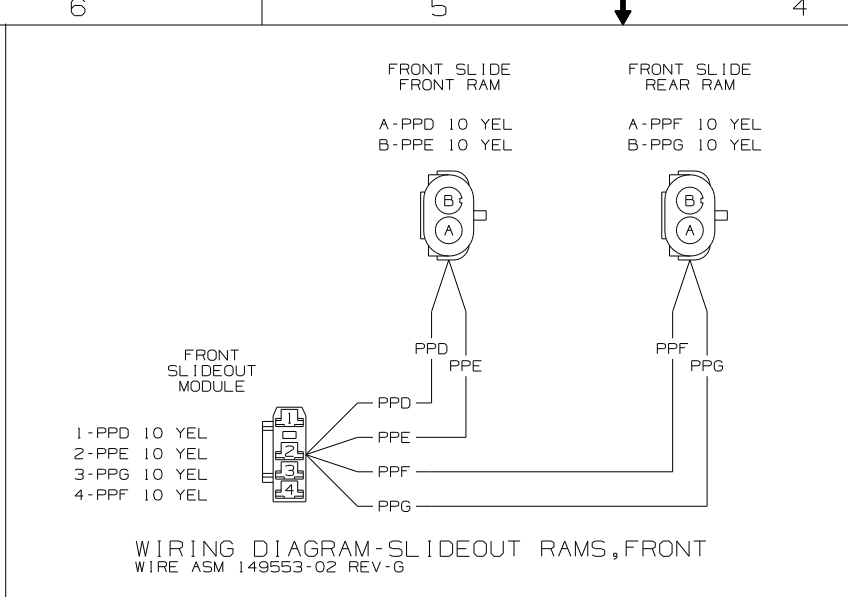 6 5 4
FRONT SLIDE
FRONT RAM
A-PPD 10 YEL
B-PPE 10 YEL
B
A
FRONT SLIDE
REAR RAM
A-PPF 10 YEL
B-PPG 10 YEL
B
A
PPD
PPE
PPF
PPG
FRONT
SLIDEOUT
MODULE
1-PPD 10 YEL
2-PPE 10 YEL
3-PPG 10 YEL
4-PPF 10 YEL
1
2
3
4
PPD
PPE
PPF
PPG
WIRING DIAGRAM-SLIDEOUT RAMS,FRONT
WIRE ASM 149553-02 REV-G